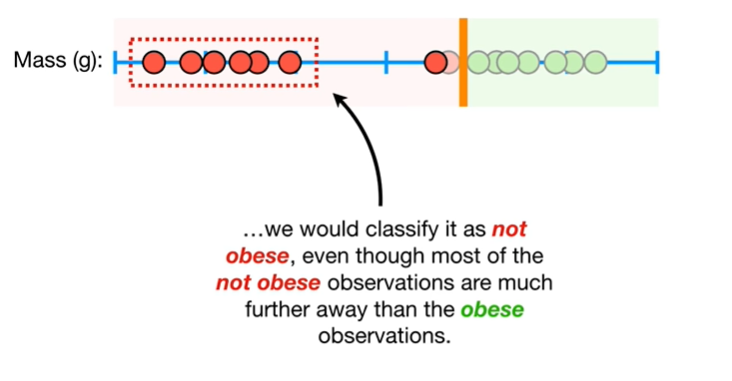 Mass (g):
...we would classify it as not
obese, even though most of the
not obese observations are much
further away than the obese
observations.